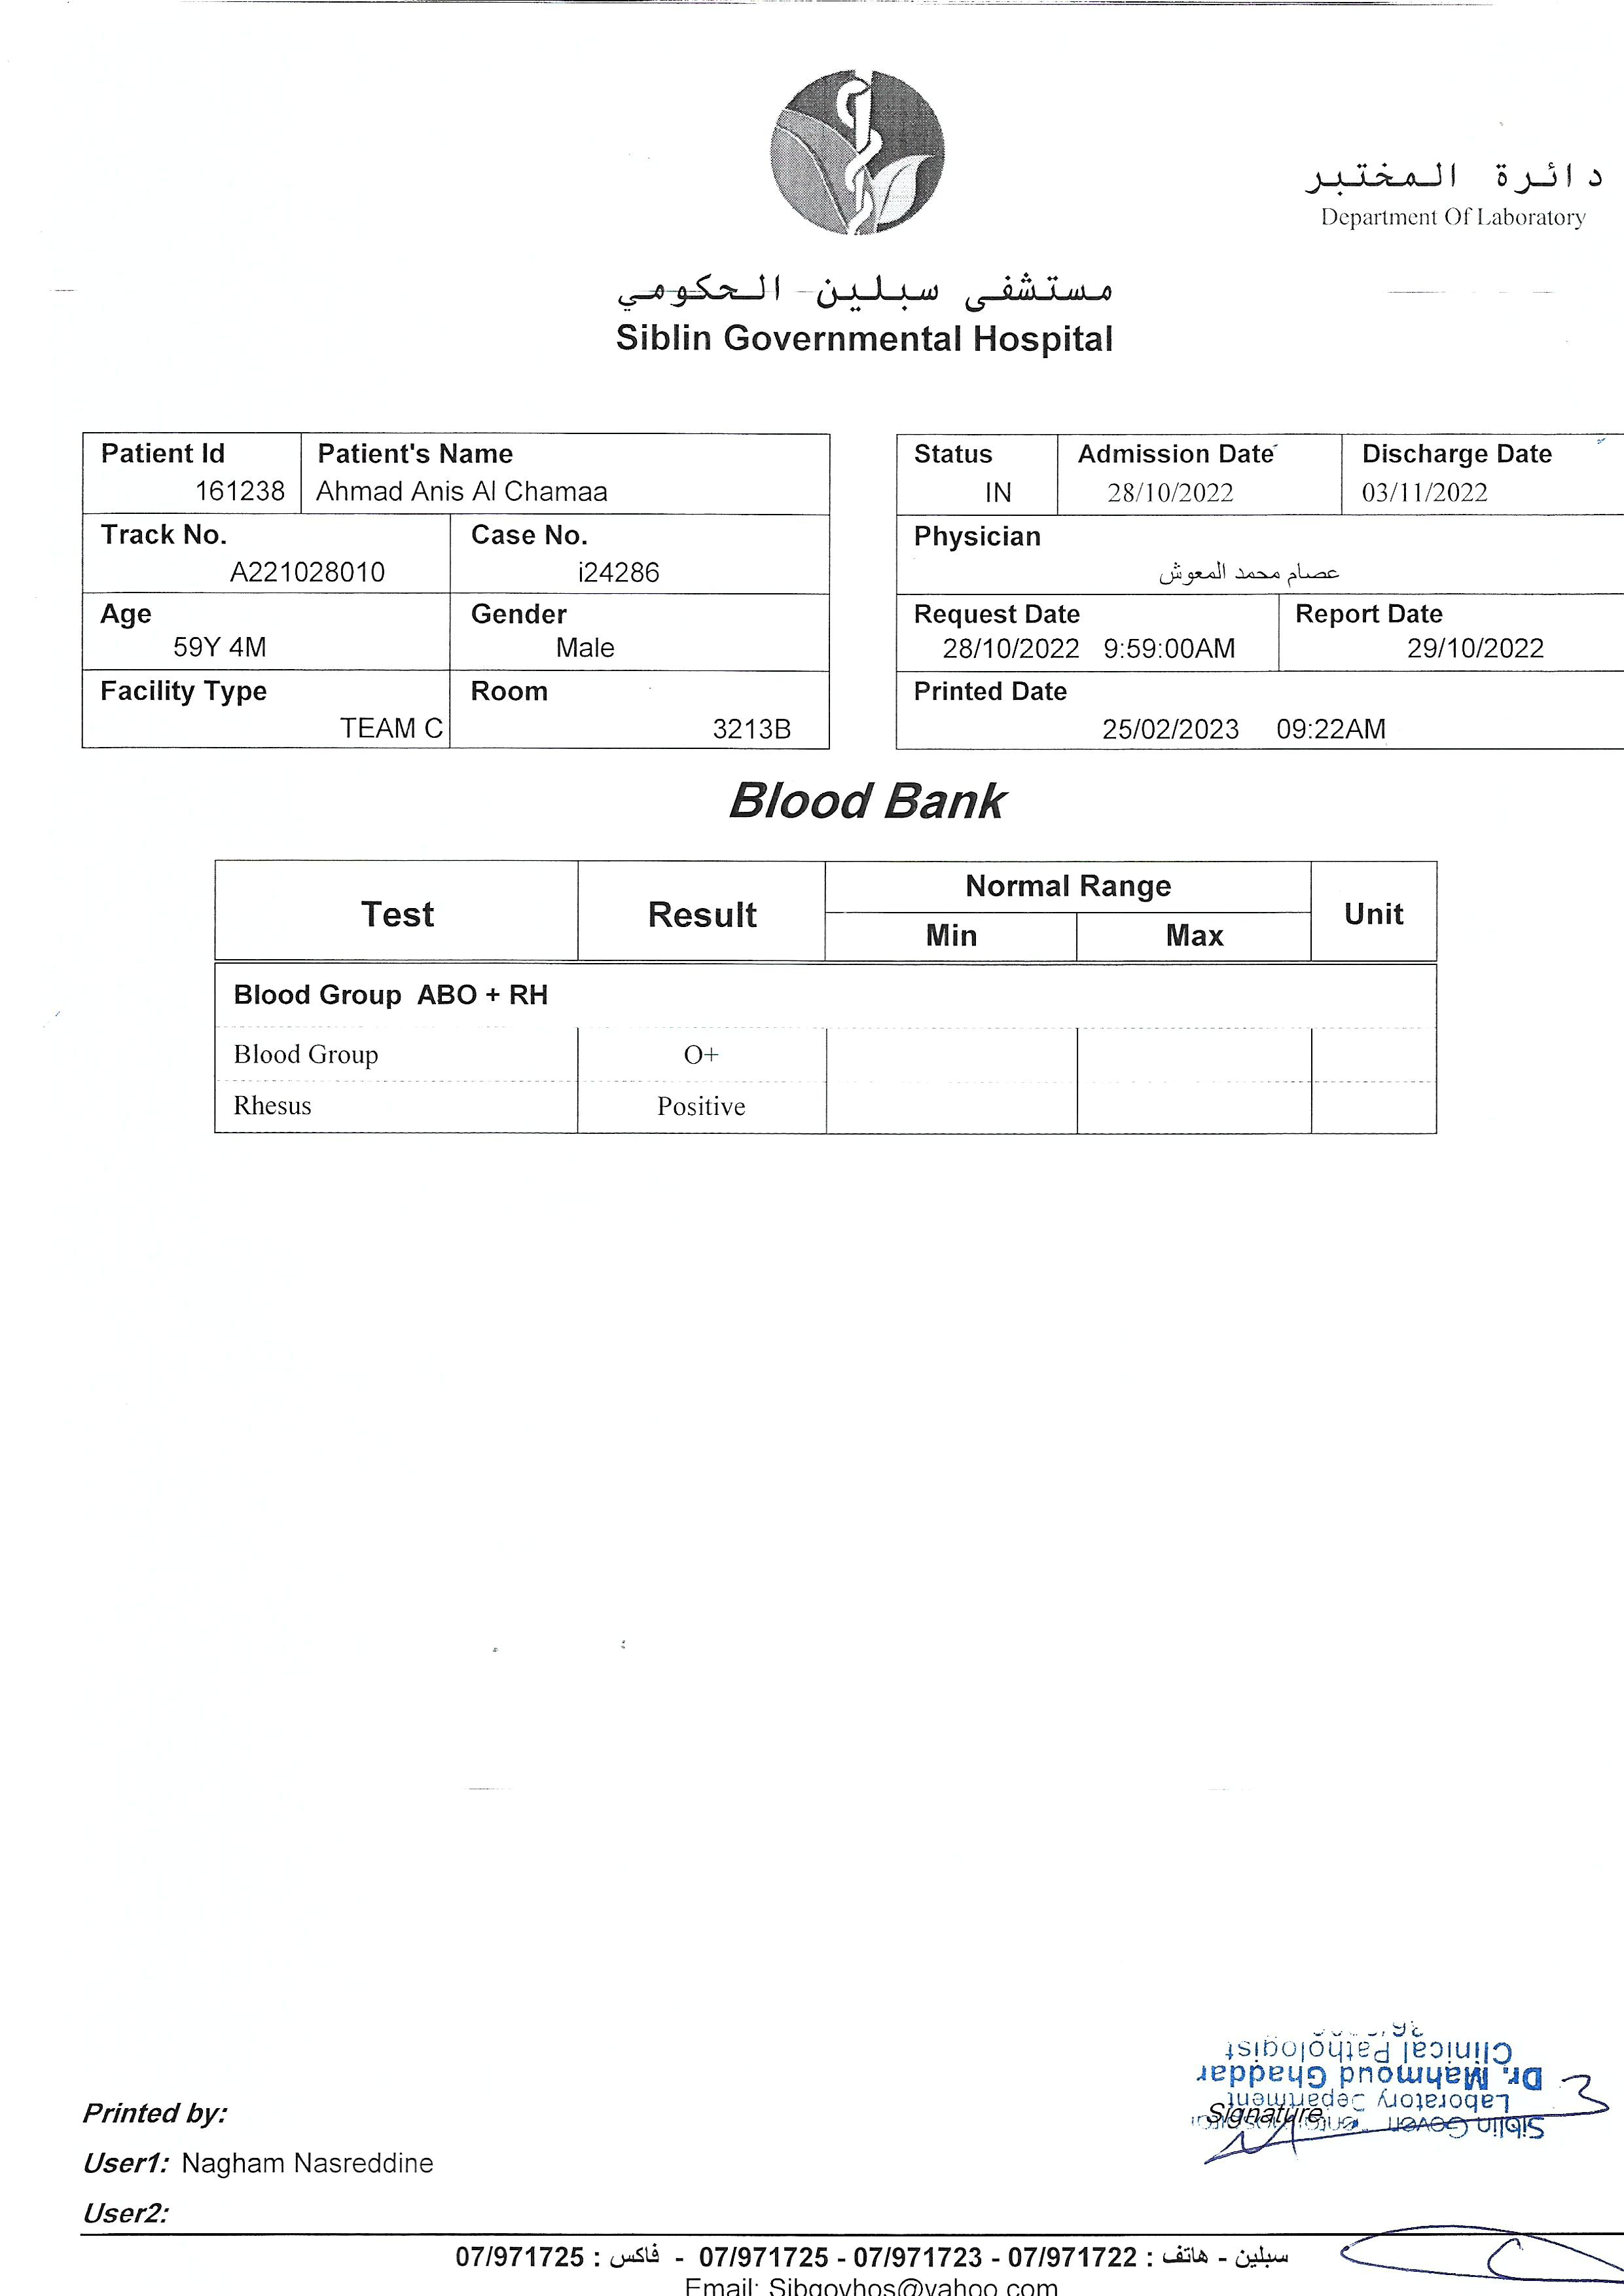 دائرة المختبر
Department Of Laboratory
مستشفى سبلين الحكومي
Siblin Governmental Hospital
Patient Id Patient's Name
161238 Ahmad Anis Al Chamaa
Track No. Case No.
A221028010 i24286
Age Gender
59Y 4M Male
Facility Type Room
TEAM C 3213B
Status Admission Date Discharge Date
IN 28/10/2022 03/11/2022
Physician
عصام محمد المعوش
Request Date Report Date
28/10/2022 9:59:00AM 29/10/2022
Printed Date
25/02/2023 09:22AM
Blood Bank
Test Result Normal Range Unit
Min Max
Blood Group ABO + RH
Blood Group O+
Rhesus Positive
Siblin
Laboratory Department
Dr. Mahmoud Ghaddar
Clinical Pathologist
Signature
Printed by:
User1: Nagham Nasreddine
User2:
سبلين - هاتف : 07/971722 - 07/971723 - 07/971725 - فاكس : 07/971725
Email: Sibgovhos@yahoo.com